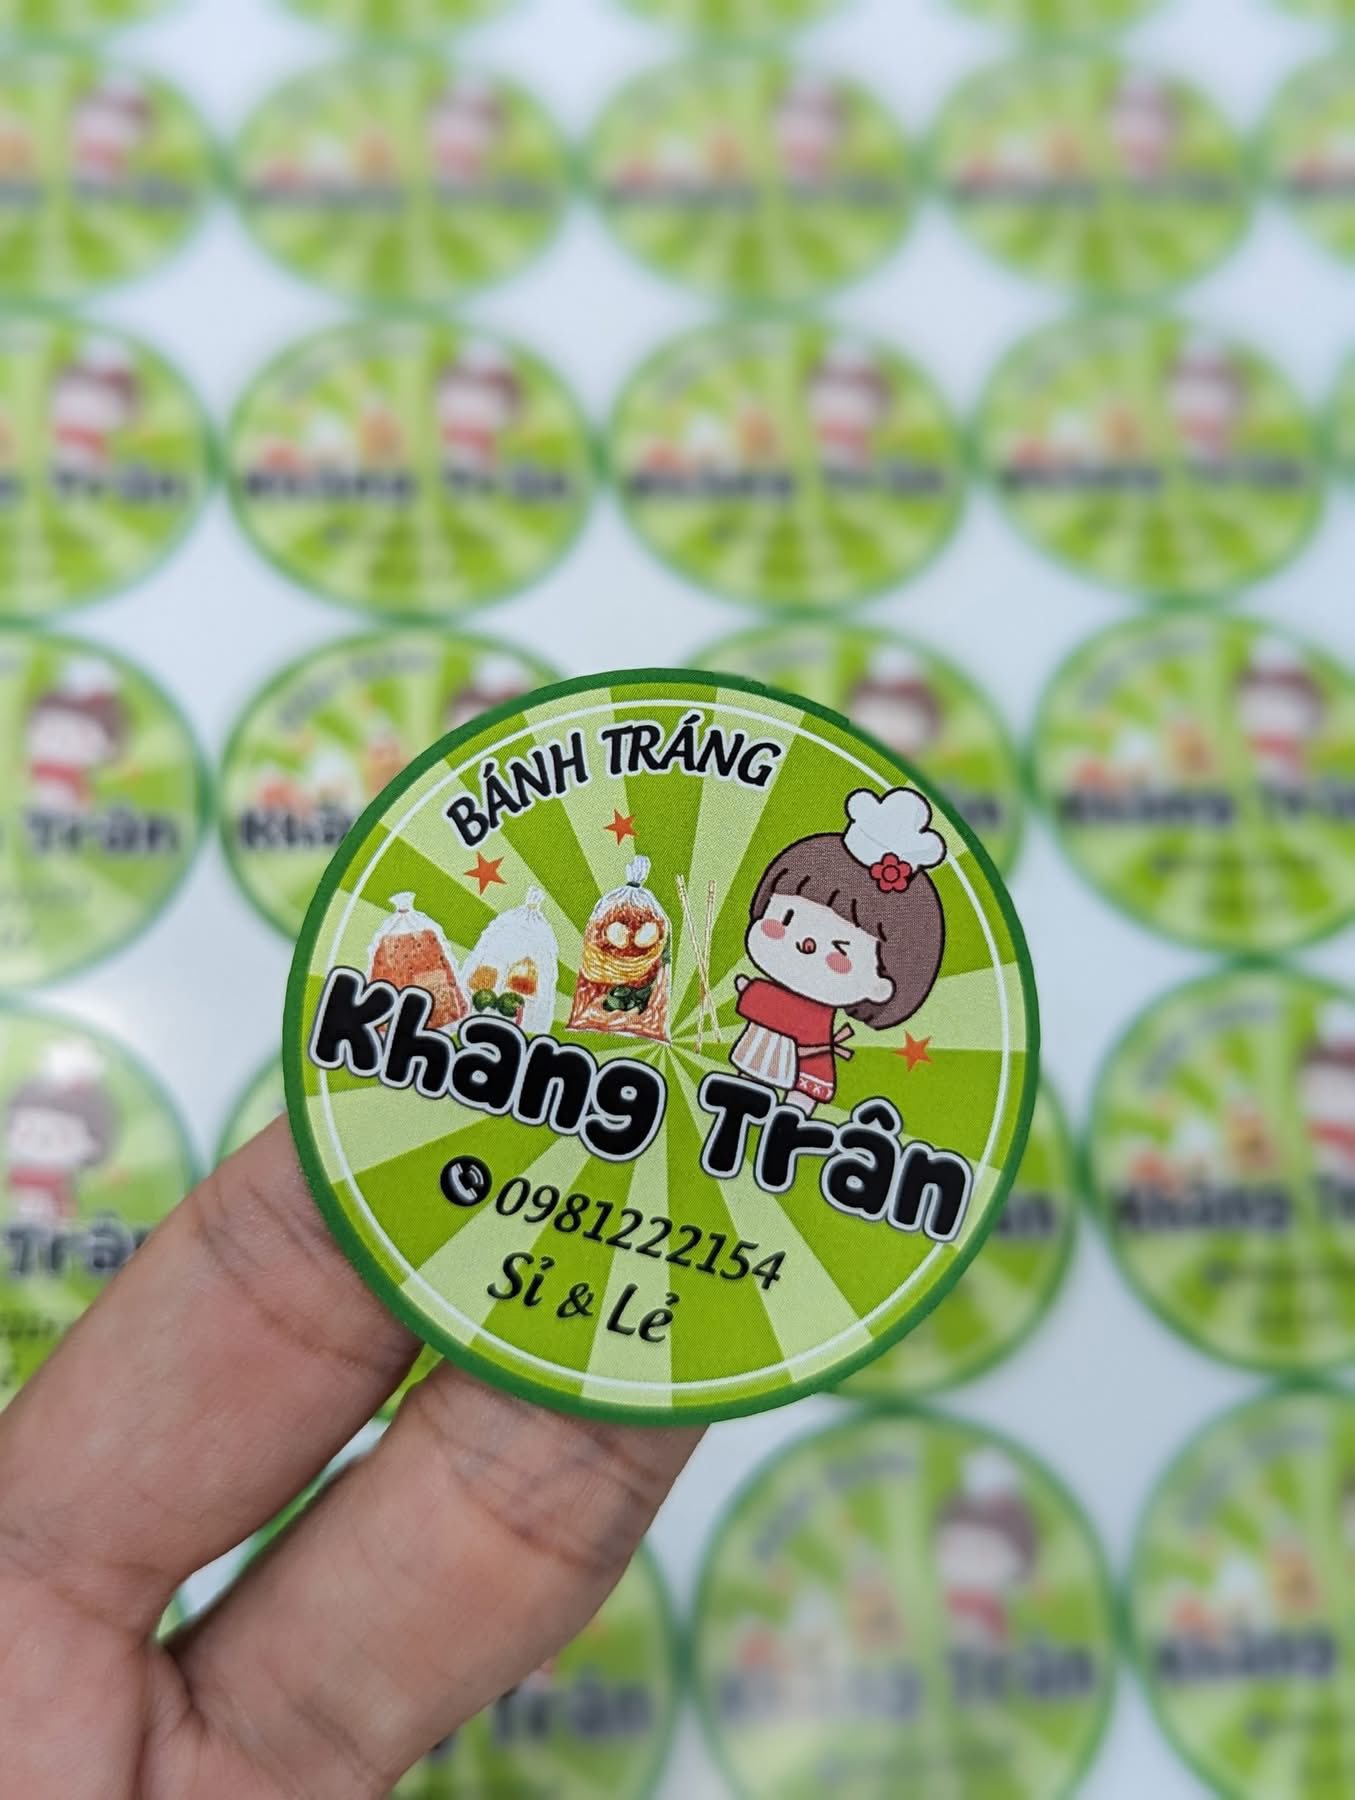 BÁNH TRÁNG
Khang Trân
0981222154
Sỉ & Lẻ